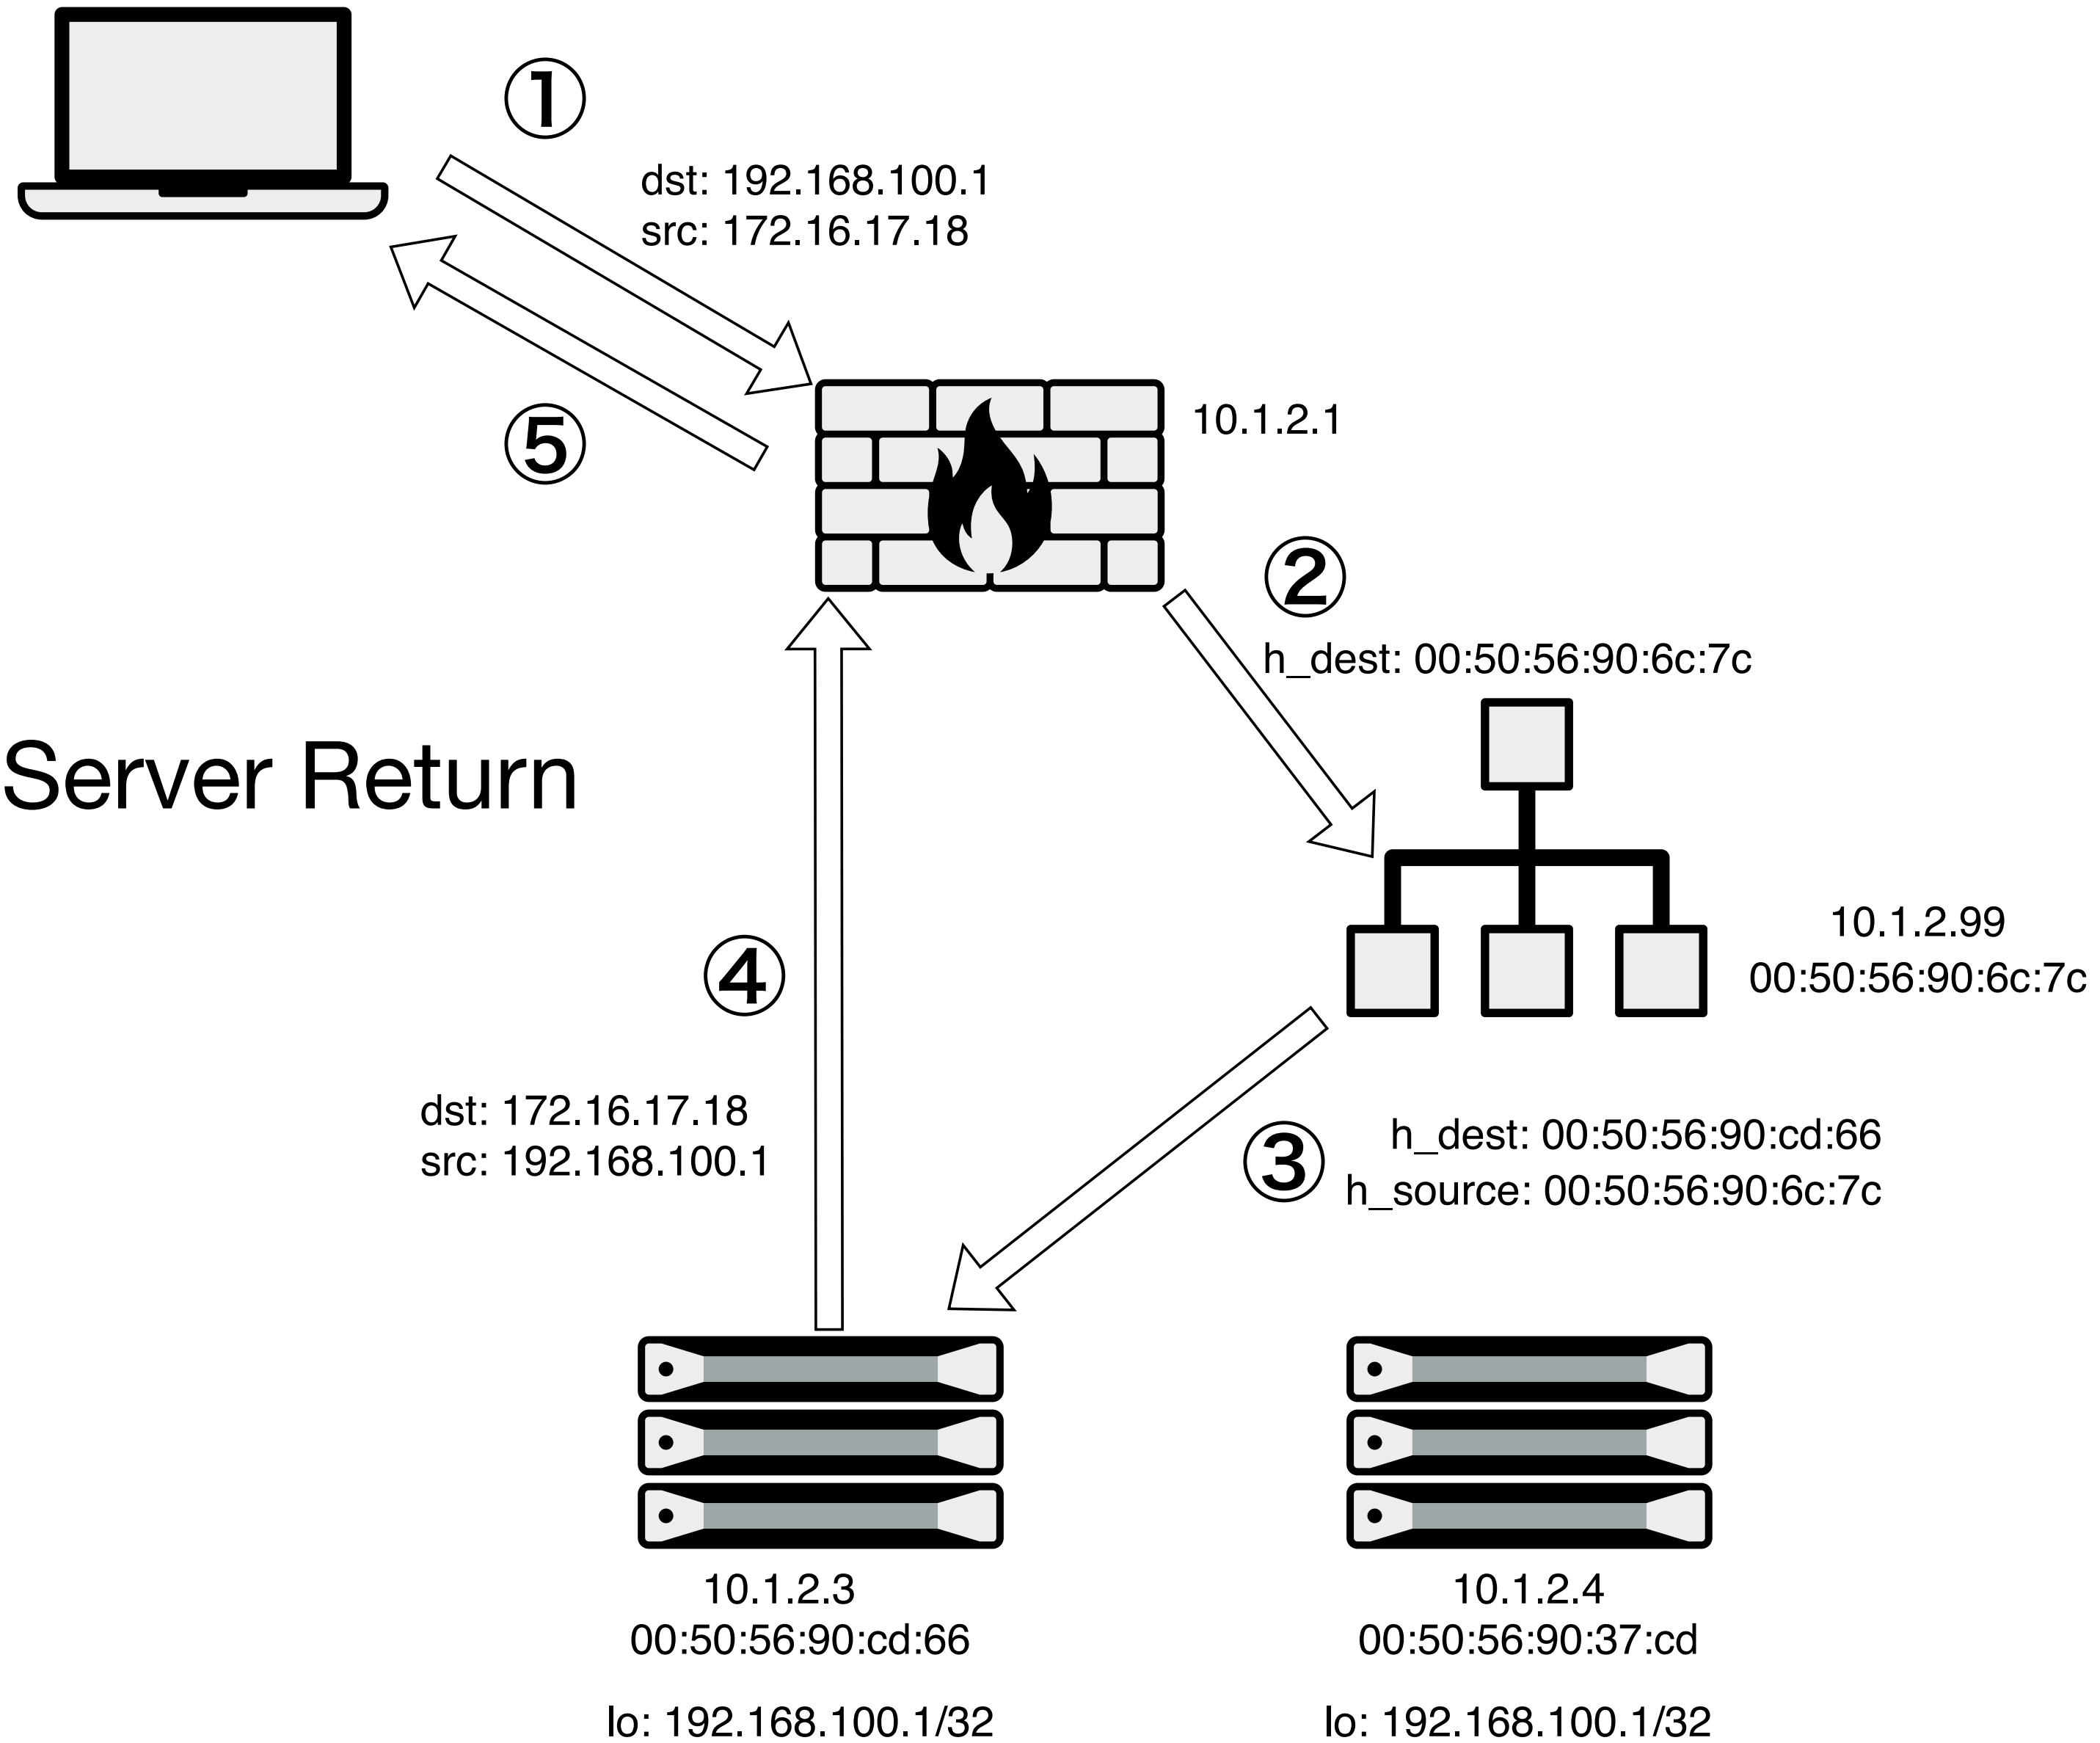 ①
dst: 192.168.100.1
src: 172.16.17.18
10.1.2.1
⑤
②
h_dest: 00:50:56:90:6c:7c
Server Return
10.1.2.99
00:50:56:90:6c:7c
④
dst: 172.16.17.18
src: 192.168.100.1
③
h_dest: 00:50:56:90:cd:66
h_source: 00:50:56:90:6c:7c
10.1.2.3
00:50:56:90:cd:66
lo: 192.168.100.1/32
10.1.2.4
00:50:56:90:37:cd
lo: 192.168.100.1/32